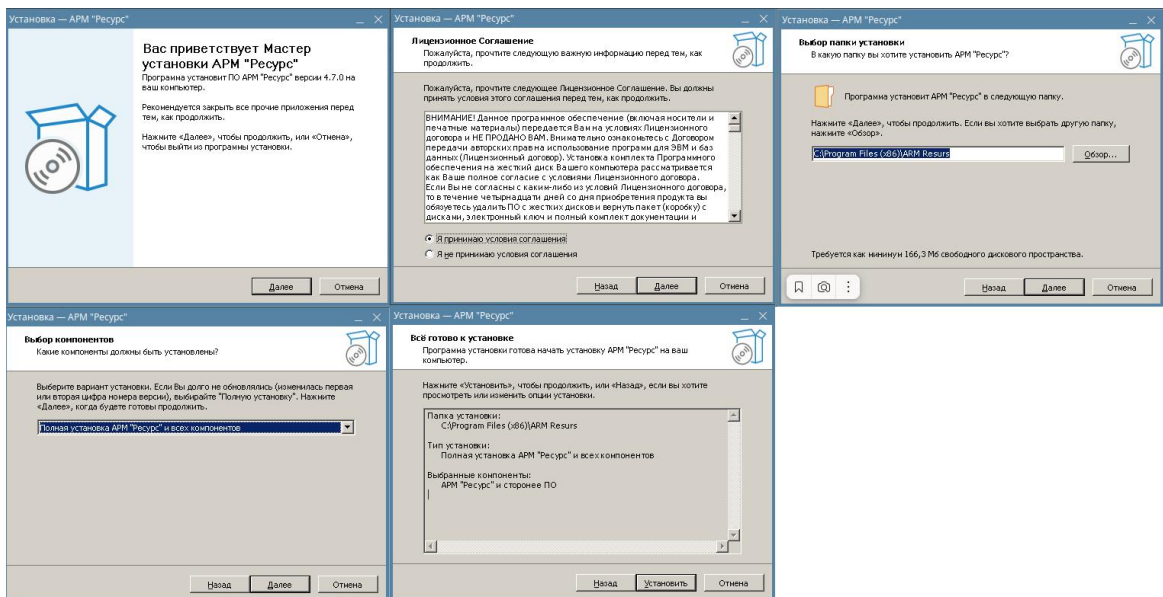 Установка — АРМ "Ресурс"
Вас приветствует Мастер
установки АРМ "Ресурс"
Программа установит ПО АРМ "Ресурс" версии 4.7.0 на
ваш компьютер.
Рекомендуется закрыть все прочие приложения перед
тем, как продолжить.
Нажмите «Далее», чтобы продолжить, или «Отмена»,
чтобы выйти из программы установки.
Далее
Отмена
Установка — АРМ "Ресурс"
Лицензионное Соглашение
Пожалуйста, прочтите следующую важную информацию перед тем, как
продолжить.
Пожалуйста, прочтите следующее Лицензионное Соглашение. Вы должны
принять условия этого соглашения перед тем, как продолжить.
ВНИМАНИЕ! Данное программное обеспечение (включая носители и
печатные материалы) передается Вам на условиях Лицензионного
договора и НЕ ПРОДАНО ВАМ. Внимательно ознакомьтесь с Договором
передачи авторских прав на использование программ для ЭВМ и баз
данных (Лицензионный договор). Установка комплекта Программного
обеспечения на жесткий диск Вашего компьютера рассматривается
как Ваше полное согласие с условиями Лицензионного договора.
Если Вы не согласны с каким-либо из условий Лицензионного договора,
то в течение четырнадцати дней со дня приобретения продукта вы
обязуетесь удалить ПО с жестких дисков и вернуть пакет (коробку) с
дисками, электронный ключ и полный комплект документации и
Я принимаю условия соглашения
Я не принимаю условия соглашения
Назад
Далее
Отмена
Установка — АРМ "Ресурс"
Выбор папки установки
В какую папку вы хотите установить АРМ "Ресурс"?
Программа установит АРМ "Ресурс" в следующую папку.
Нажмите «Далее», чтобы продолжить. Если вы хотите выбрать другую папку,
нажмите «Обзор».
C:\Program Files (x86)\ARM Resurs
Обзор...
Требуется как минимум 166,3 Мб свободного дискового пространства.
Назад
Далее
Отмена
Установка — АРМ "Ресурс"
Выбор компонентов
Какие компоненты должны быть установлены?
Выберите вариант установки. Если Вы долго не обновлялись (изменилась первая
или вторая цифра номера версии), выбирайте "Полную установку". Нажмите
«Далее», когда будете готовы продолжить.
Полная установка АРМ "Ресурс" и всех компонентов
Назад
Далее
Отмена
Установка — АРМ "Ресурс"
Всё готово к установке
Программа установки готова начать установку АРМ "Ресурс" на ваш
компьютер.
Нажмите «Установить», чтобы продолжить, или «Назад», если вы хотите
просмотреть или изменить опции установки.
Папка установки:
C:\Program Files (x86)\ARM Resurs
Тип установки:
Полная установка АРМ "Ресурс" и всех компонентов
Выбранные компоненты:
АРМ "Ресурс" и стороннее ПО
Назад
Установить
Отмена